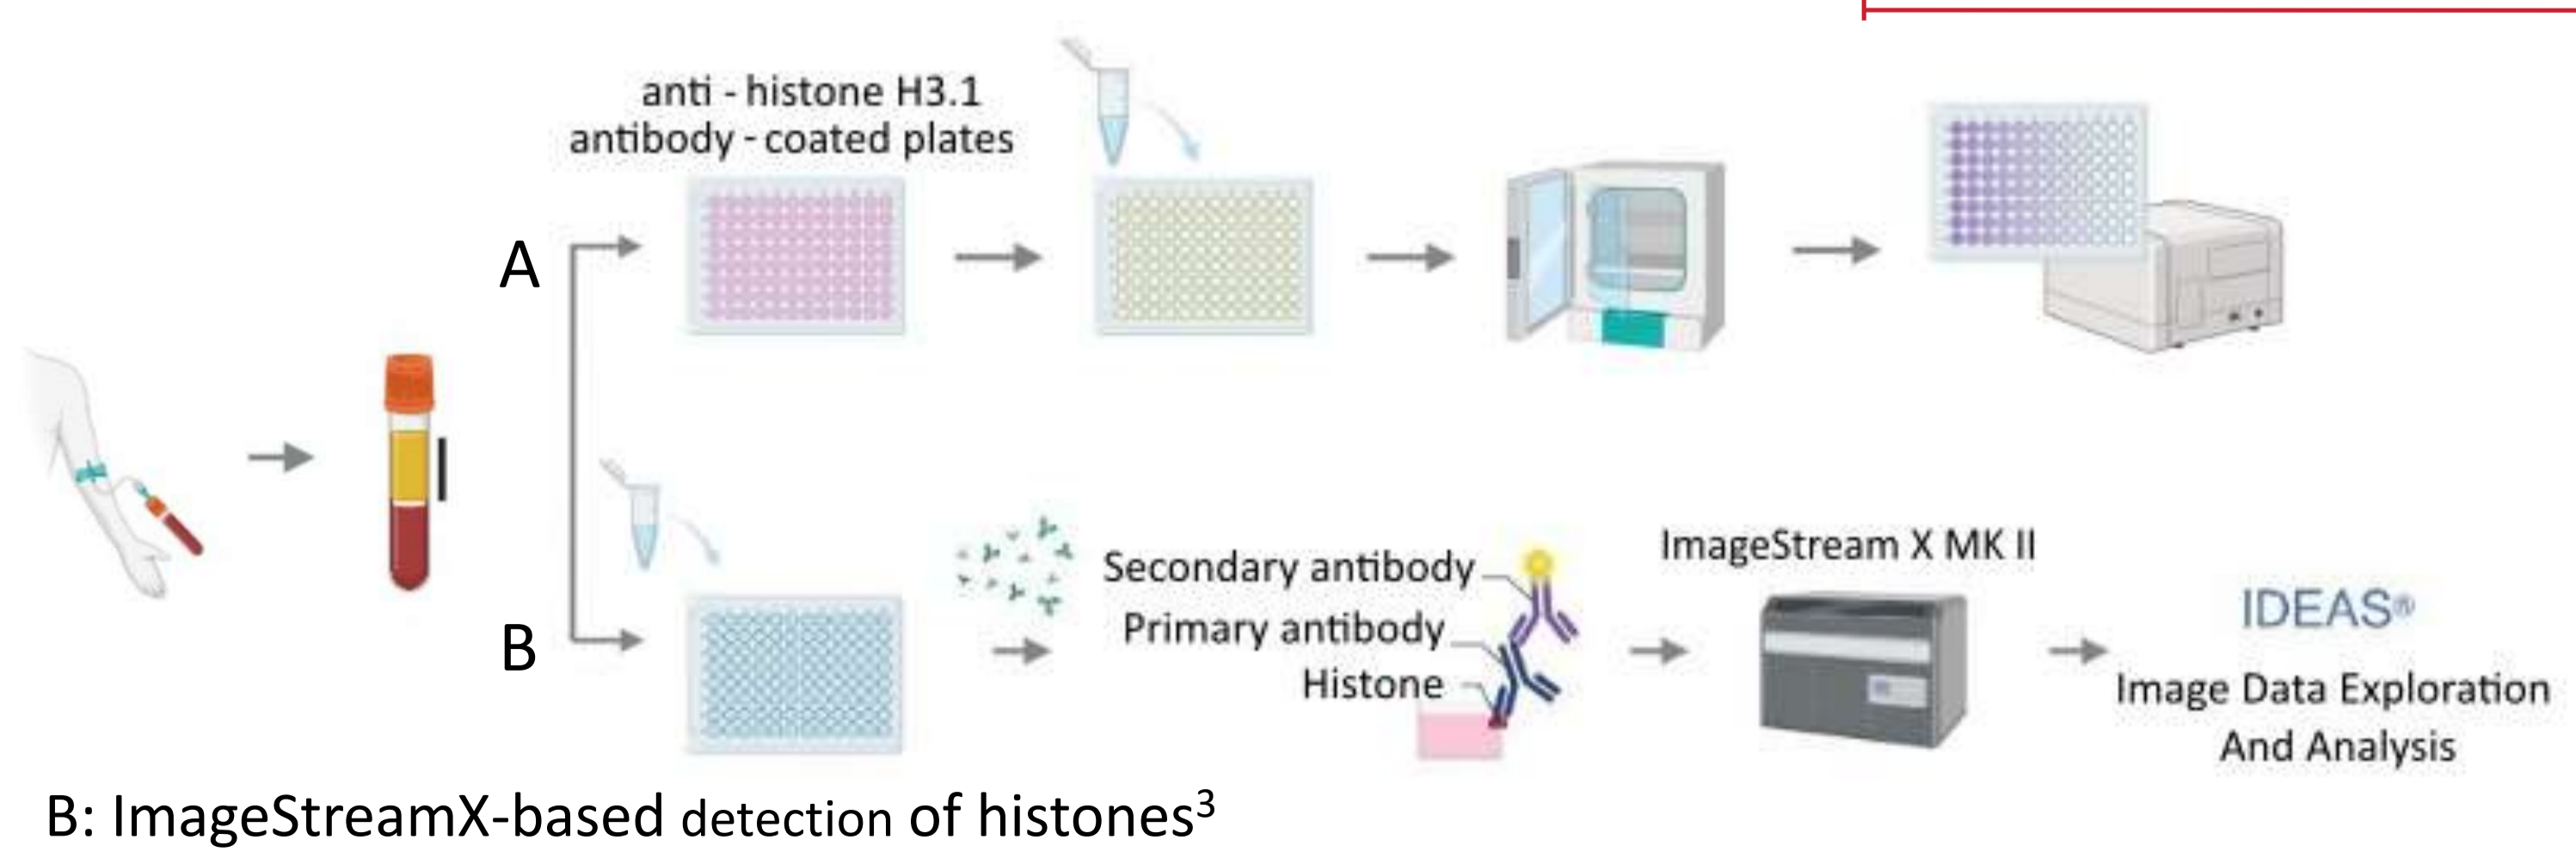 anti - histone H3.1
antibody - coated plates
A
B
Secondary antibody
Primary antibody
Histone
ImageStream X MK II
IDEAS®
Image Data Exploration
And Analysis
B: ImageStreamX-based detection of histones³